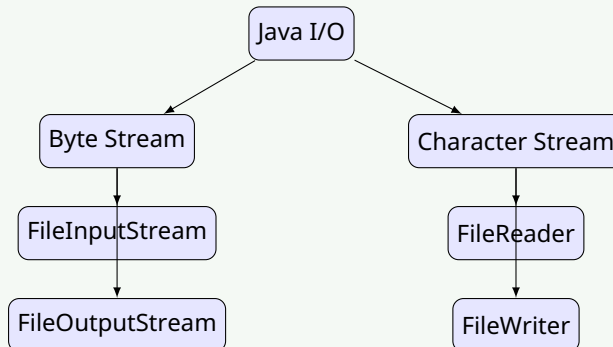 Java I/O
Byte Stream
Character Stream
FileInputStream
FileReader
FileOutputStream
FileWriter